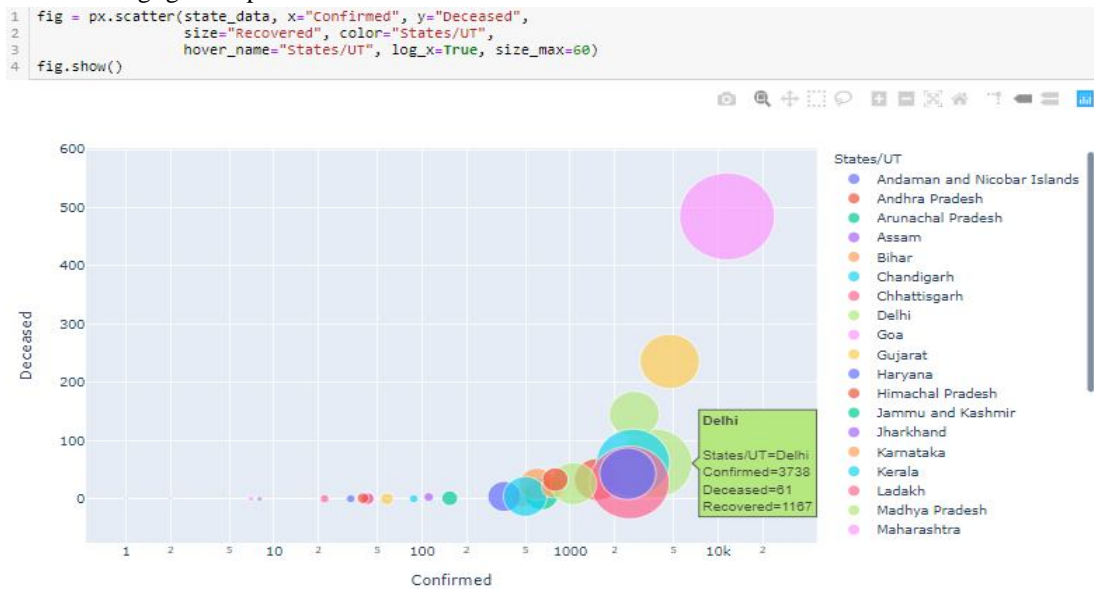 1 fig = px.scatter(state_data, x="Confirmed", y="Deceased",
2 size="Recovered", color="States/UT",
3 hover_name="States/UT", log_x=True, size_max=60)
4 fig.show()
600
500
400
300
200
100
0
Deceased
1 2 5 10 2 5 100 2 5 1000 2 5 10k 2
Confirmed
Delhi
States/UT=Delhi
Confirmed=3738
Deceased=61
Recovered=1167
States/UT
Andaman and Nicobar Islands
Andhra Pradesh
Arunachal Pradesh
Assam
Bihar
Chandigarh
Chhattisgarh
Delhi
Goa
Gujarat
Haryana
Himachal Pradesh
Jammu and Kashmir
Jharkhand
Karnataka
Kerala
Ladakh
Madhya Pradesh
Maharashtra